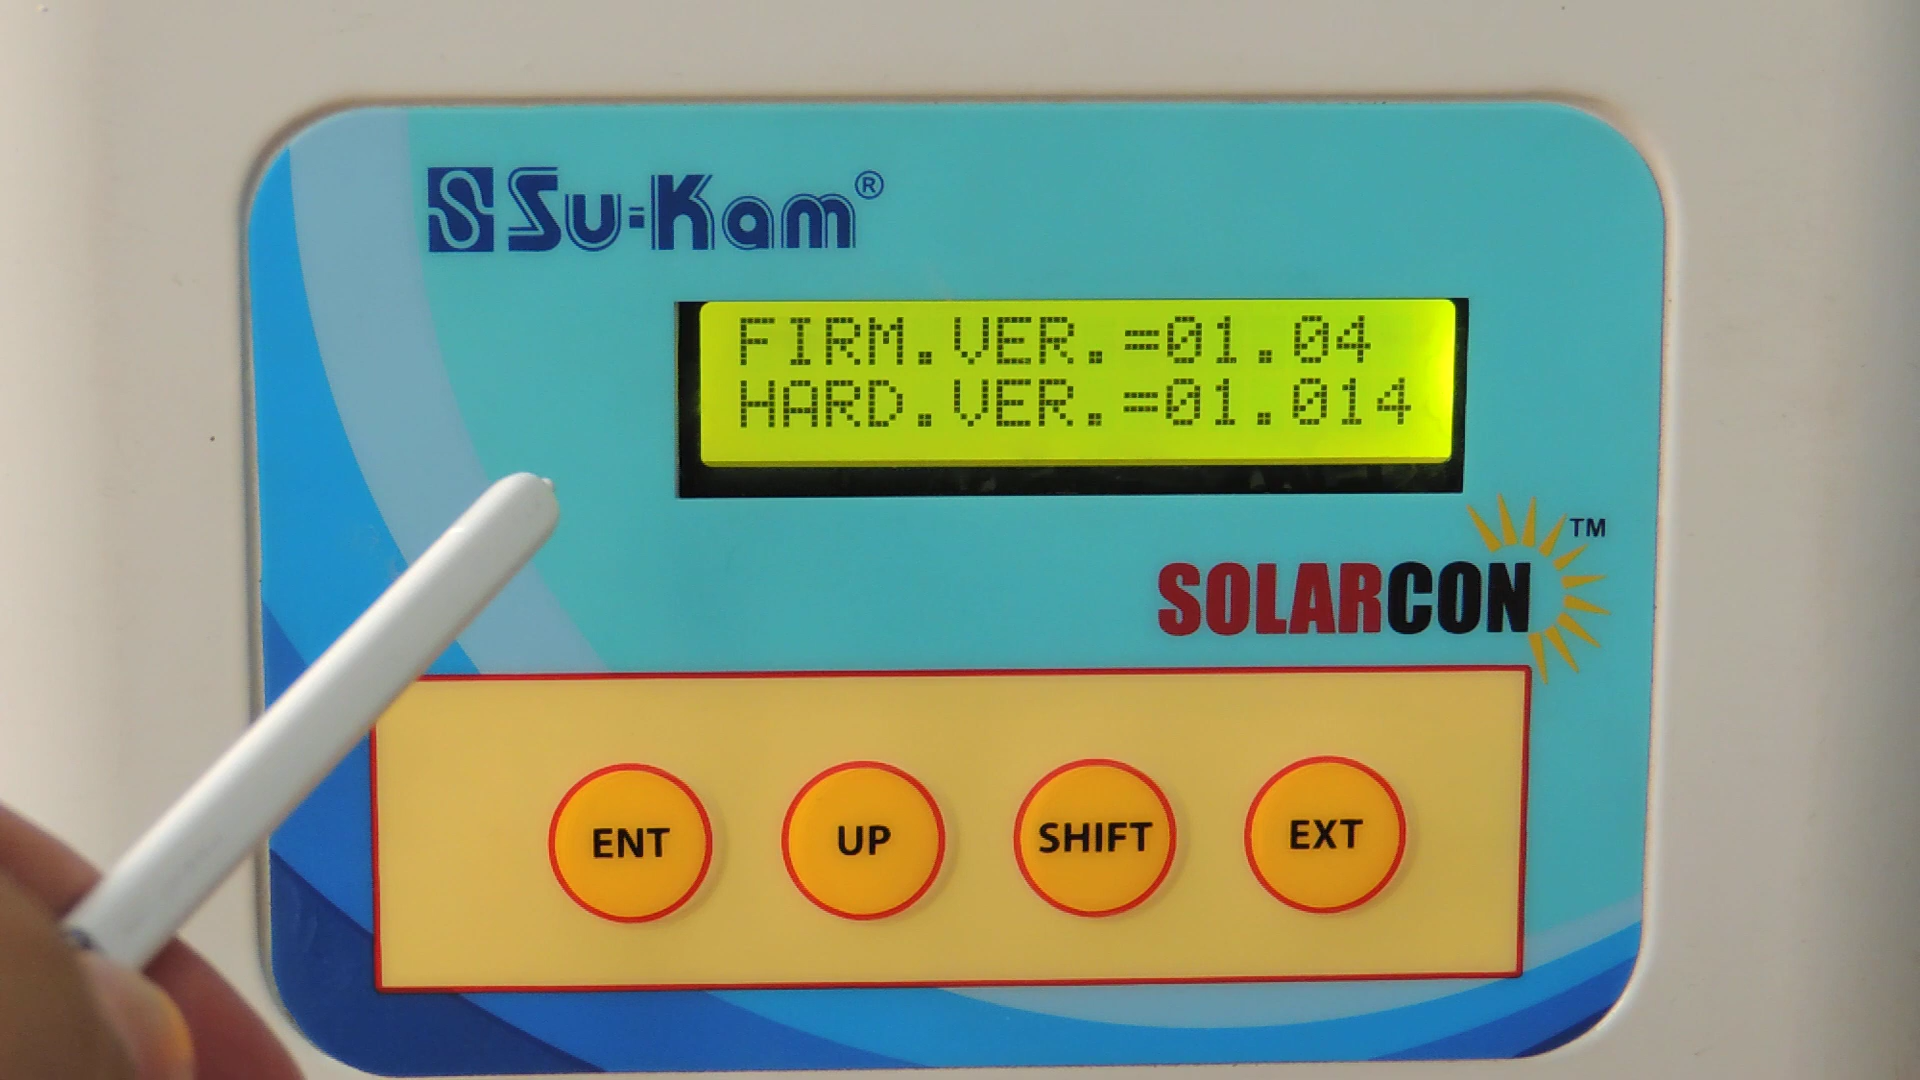 Su-Kam®
FIRM.VER.=01.04
HARD.VER.=01.014
SOLARCON™
ENT UP SHIFT EXT